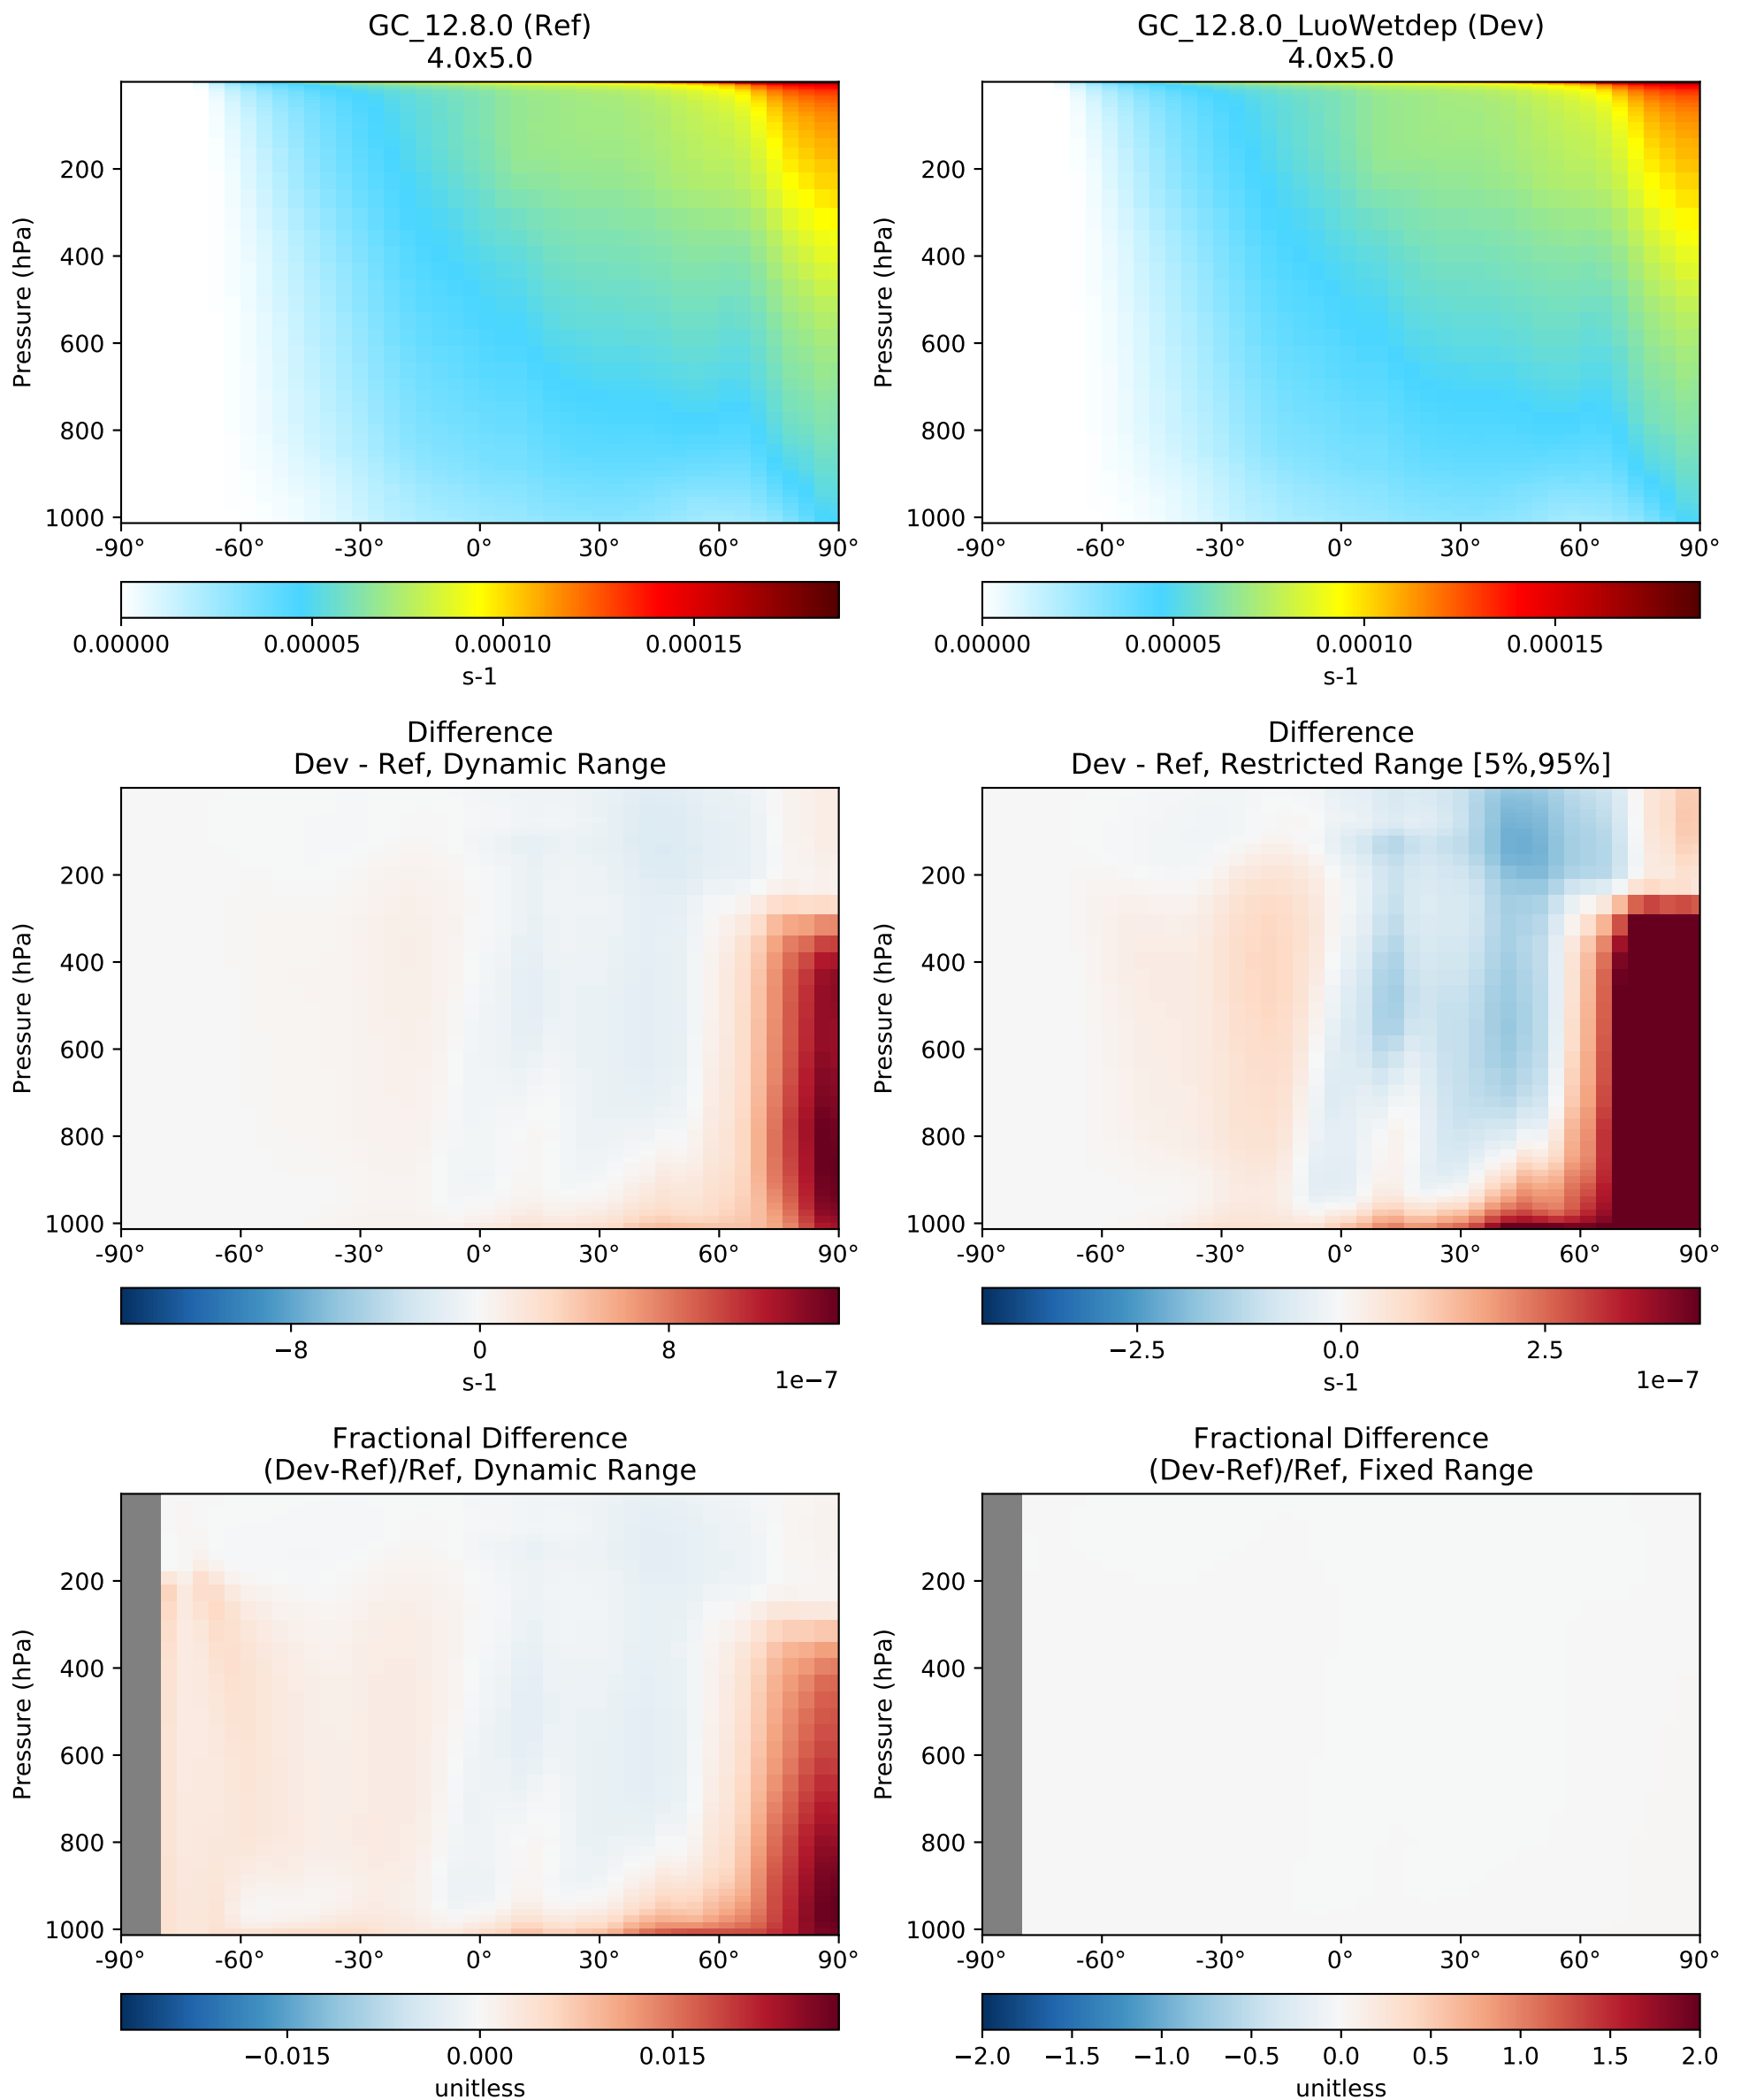 GC_12.8.0 (Ref)
4.0x5.0
Pressure (hPa)
200
400
600
800
1000
-90° -60° -30° 0° 30° 60° 90°
0.00000 0.00005 0.00010 0.00015
s-1
GC_12.8.0_LuoWetdep (Dev)
4.0x5.0
Pressure (hPa)
200
400
600
800
1000
-90° -60° -30° 0° 30° 60° 90°
0.00000 0.00005 0.00010 0.00015
s-1
Difference
Dev - Ref, Dynamic Range
Pressure (hPa)
200
400
600
800
1000
-90° -60° -30° 0° 30° 60° 90°
−8 0 8
s-1 1e−7
Difference
Dev - Ref, Restricted Range [5%,95%]
Pressure (hPa)
200
400
600
800
1000
-90° -60° -30° 0° 30° 60° 90°
−2.5 0.0 2.5
s-1 1e−7
Fractional Difference
(Dev-Ref)/Ref, Dynamic Range
Pressure (hPa)
200
400
600
800
1000
-90° -60° -30° 0° 30° 60° 90°
−0.015 0.000 0.015
unitless
Fractional Difference
(Dev-Ref)/Ref, Fixed Range
Pressure (hPa)
200
400
600
800
1000
-90° -60° -30° 0° 30° 60° 90°
−2.0 −1.5 −1.0 −0.5 0.0 0.5 1.0 1.5 2.0
unitless